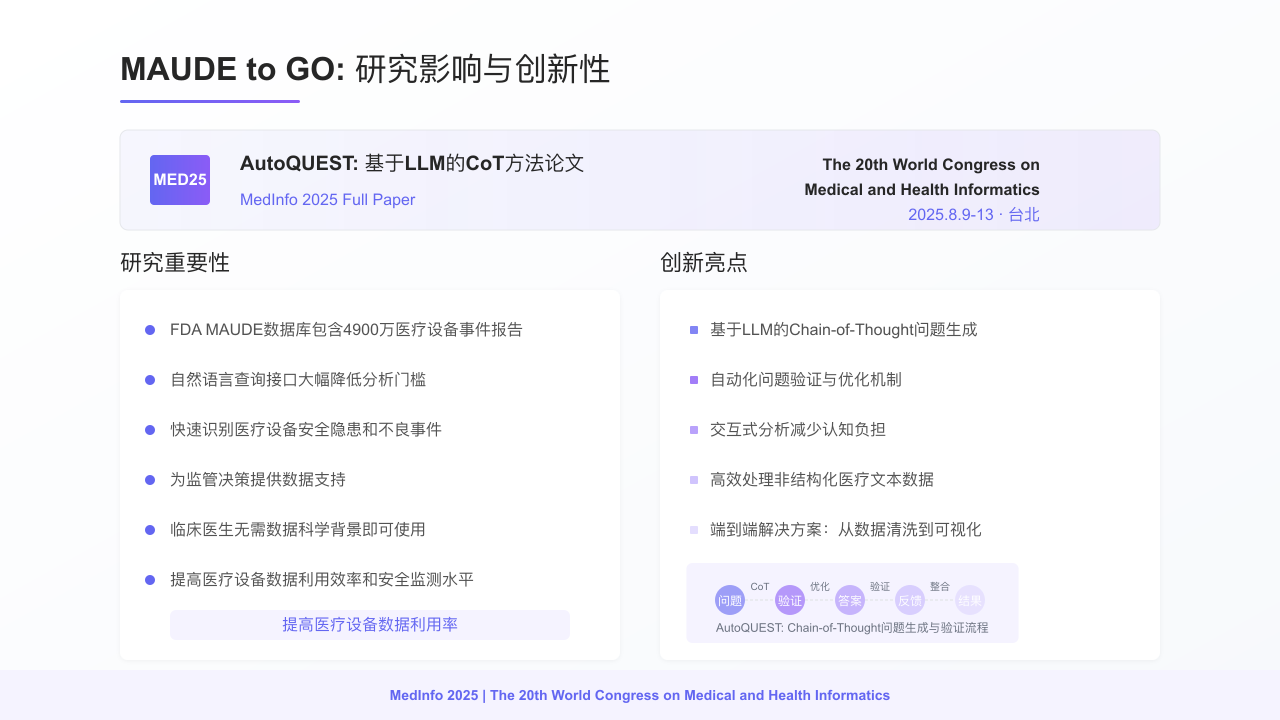 MAUDE to GO: 研究影响与创新性
MED25
AutoQUEST: 基于LLM的CoT方法论文
MedInfo 2025 Full Paper
The 20th World Congress on
Medical and Health Informatics
2025.8.9-13 · 台北
研究重要性
FDA MAUDE数据库包含4900万医疗设备事件报告
自然语言查询接口大幅降低分析门槛
快速识别医疗设备安全隐患和不良事件
为监管决策提供数据支持
临床医生无需数据科学背景即可使用
提高医疗设备数据利用效率和安全监测水平
提高医疗设备数据利用率
创新亮点
基于LLM的Chain-of-Thought问题生成
自动化问题验证与优化机制
交互式分析减少认知负担
高效处理非结构化医疗文本数据
端到端解决方案：从数据清洗到可视化
CoT 优化 验证 整合
问题 验证 答案 反馈 结果
AutoQUEST: Chain-of-Thought问题生成与验证流程
MedInfo 2025 | The 20th World Congress on Medical and Health Informatics